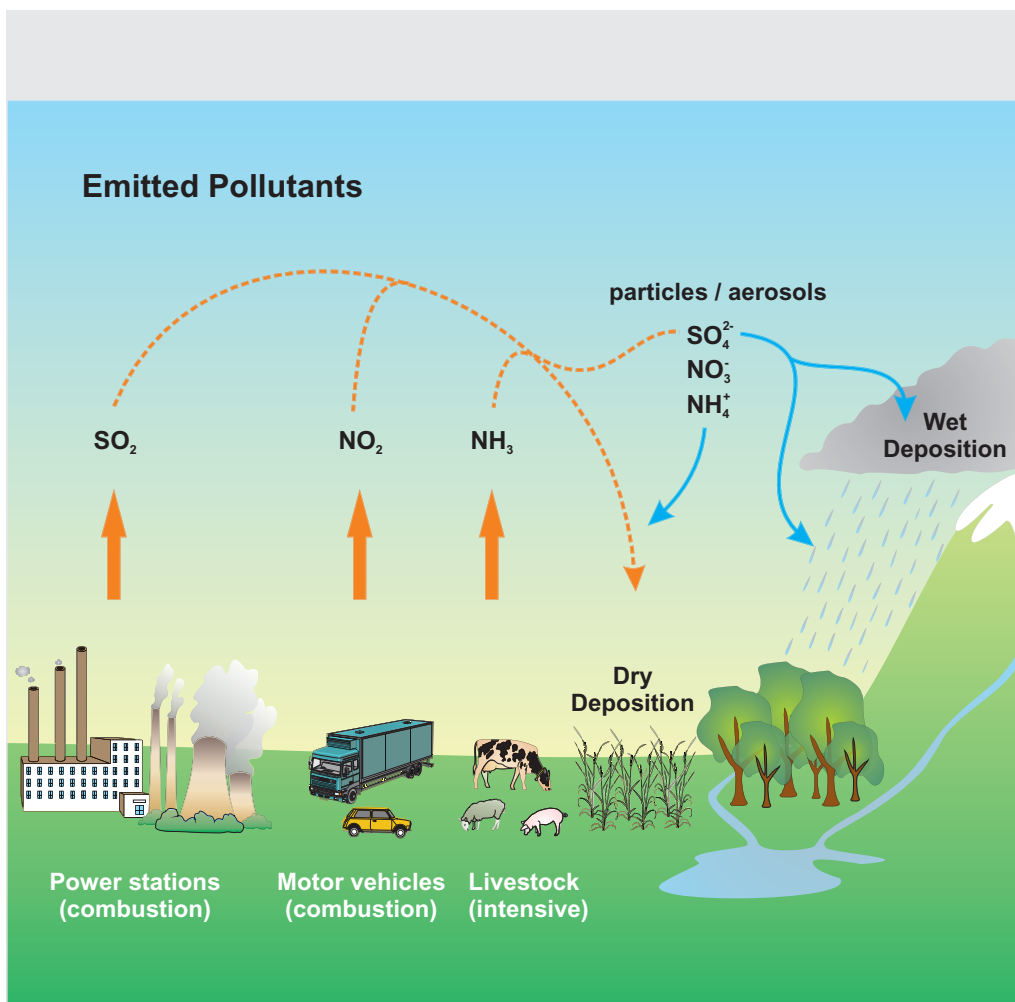 Emitted Pollutants
particles / aerosols
SO₄²⁻
NO₃⁻
NH₄⁺
SO₂
NO₂
NH₃
Wet
Deposition
Dry
Deposition
Power stations
(combustion)
Motor vehicles
(combustion)
Livestock
(intensive)